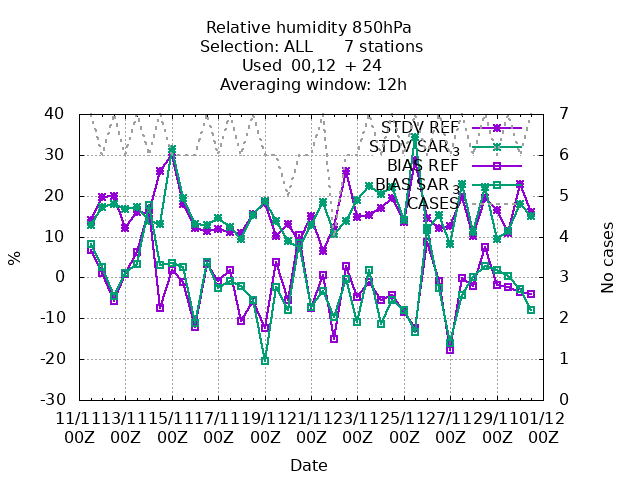 Relative humidity 850hPa
Selection: ALL 7 stations
Used 00,12 + 24
Averaging window: 12h
40 7
STDV REF
STDV SAR 3
30 6
BIAS REF
BIAS SAR 3
20 5
CASES
10 4
0 3
-10 2
-20 1
-30 0
%
No cases
11/11 13/11 15/11 17/11 19/11 21/11 23/11 25/11 27/11 29/11 01/12
00Z 00Z 00Z 00Z 00Z 00Z 00Z 00Z 00Z 00Z 00Z
Date